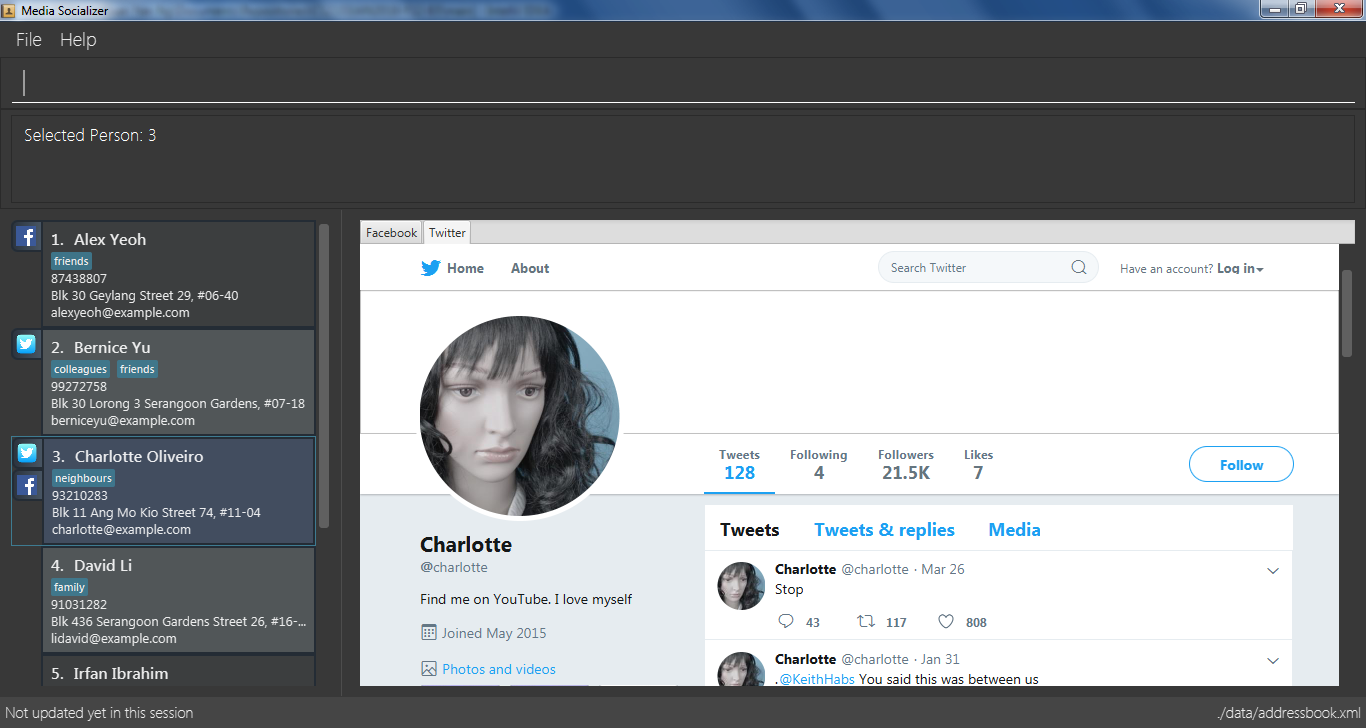 Media Socializer
File Help
Selected Person: 3
1. Alex Yeoh
friends
87438807
Blk 30 Geylang Street 29, #06-40
alexyeoh@example.com
2. Bernice Yu
colleagues friends
99272758
Blk 30 Lorong 3 Serangoon Gardens, #07-18
berniceyu@example.com
3. Charlotte Oliveiro
neighbours
93210283
Blk 11 Ang Mo Kio Street 74, #11-04
charlotte@example.com
4. David Li
family
91031282
Blk 436 Serangoon Gardens Street 26, #16-...
lidavid@example.com
5. Irfan Ibrahim
Facebook Twitter
Home About Search Twitter Have an account? Log in
Tweets Following Followers Likes
128 4 21.5K 7
Follow
Charlotte
@charlotte
Find me on YouTube. I love myself
Joined May 2015
Photos and videos
Tweets Tweets & replies Media
Charlotte @charlotte · Mar 26
Stop
43 117 808
Charlotte @charlotte · Jan 31
.@KeithHabs You said this was between us
Not updated yet in this session ./data/addressbook.xml